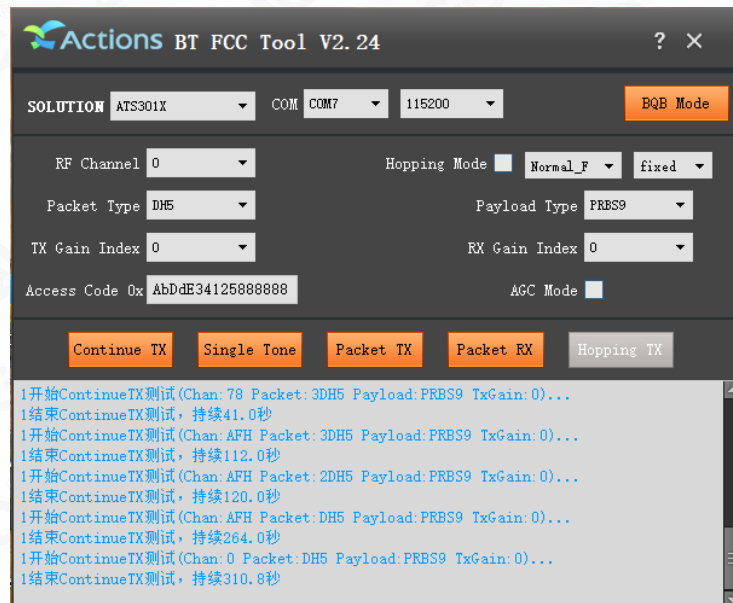 Actions BT FCC Tool V2.24 ? ×
SOLUTION ATS301X COM COM7 115200 BQB Mode
RF Channel 0 Hopping Mode Normal_F fixed
Packet Type DH5 Payload Type PRBS9
TX Gain Index 0 RX Gain Index 0
Access Code 0x AbDdE34125888888 AGC Mode
Continue TX Single Tone Packet TX Packet RX Hopping TX
1开始ContinueTX测试(Chan:78 Packet:3DH5 Payload:PRBS9 TxGain:0)...
1结束ContinueTX测试，持续41.0秒
1开始ContinueTX测试(Chan:AFH Packet:3DH5 Payload:PRBS9 TxGain:0)...
1结束ContinueTX测试，持续112.0秒
1开始ContinueTX测试(Chan:AFH Packet:2DH5 Payload:PRBS9 TxGain:0)...
1结束ContinueTX测试，持续120.0秒
1开始ContinueTX测试(Chan:AFH Packet:DH5 Payload:PRBS9 TxGain:0)...
1结束ContinueTX测试，持续264.0秒
1开始ContinueTX测试(Chan:0 Packet:DH5 Payload:PRBS9 TxGain:0)...
1结束ContinueTX测试，持续310.8秒